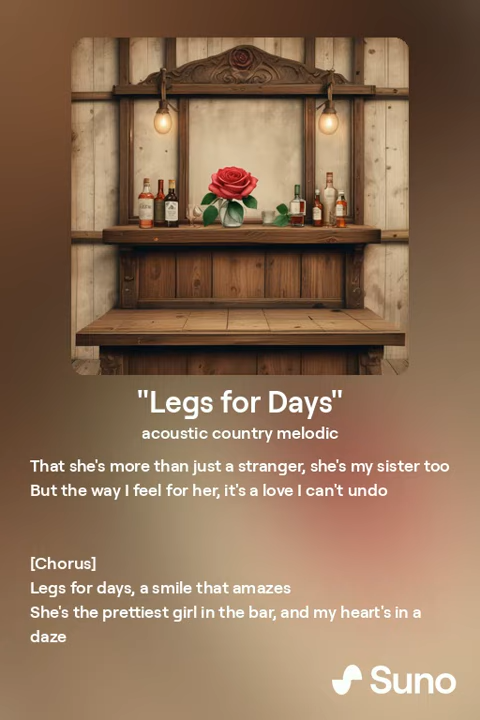 "Legs for Days"
acoustic country melodic
That she's more than just a stranger, she's my sister too
But the way I feel for her, it's a love I can't undo
[Chorus]
Legs for days, a smile that amazes
She's the prettiest girl in the bar, and my heart's in a
daze
Suno